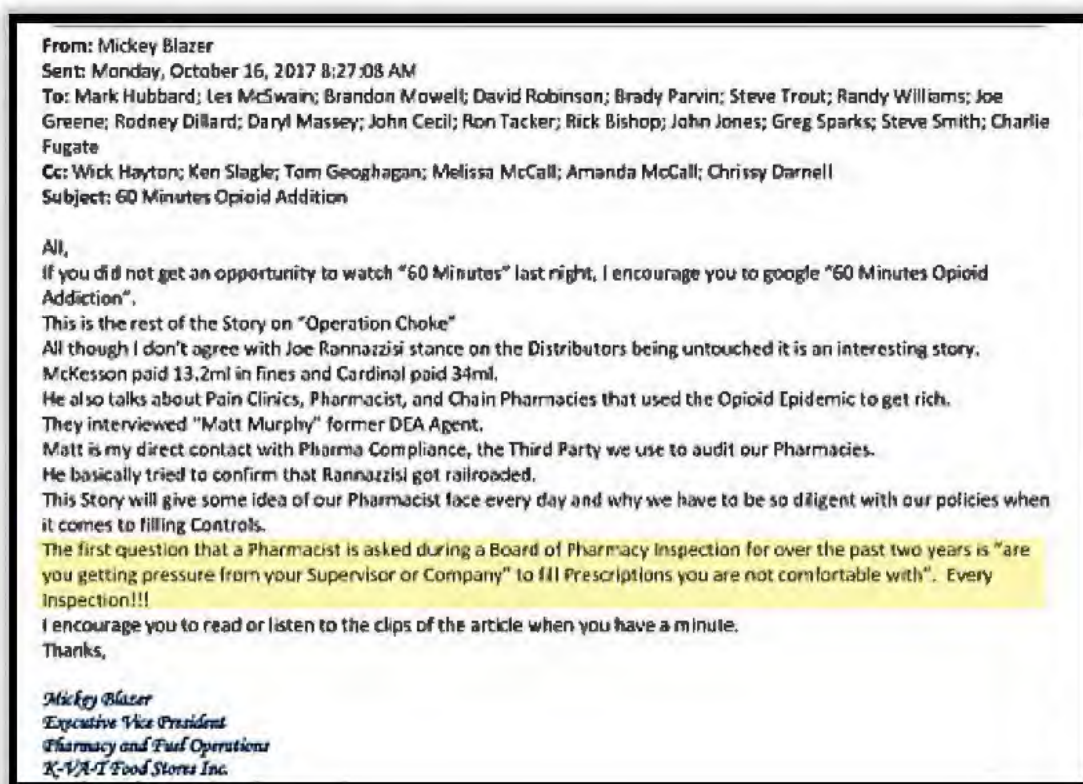 From: Mickey Blazer
Sent: Monday, October 16, 2017 8:27:08 AM
To: Mark Hubbard; Les McSwain; Brandon Mowell; David Robinson; Brady Parvin; Steve Trout; Randy Williams; Joe
Greene; Rodney Dillard; Daryl Massey; John Cecil; Ron Tacker; Rick Bishop; John Jones; Greg Sparks; Steve Smith; Charlie
Fugate
Cc: Wick Hayton; Ken Slagle; Tom Geoghagan; Melissa McCall; Amanda McCall; Chrissy Darnell
Subject: 60 Minutes Opioid Addition

All,
If you did not get an opportunity to watch "60 Minutes" last night, I encourage you to google "60 Minutes Opioid
Addiction".
This is the rest of the Story on "Operation Choke"
All though I don't agree with Joe Rannazzisi stance on the Distributors being untouched it is an interesting story.
McKesson paid 13.2ml in fines and Cardinal paid 34ml.
He also talks about Pain Clinics, Pharmacist, and Chain Pharmacies that used the Opioid Epidemic to get rich.
They interviewed "Matt Murphy" former DEA Agent.
Matt is my direct contact with Pharma Compliance, the Third Party we use to audit our Pharmacies.
He basically tried to confirm that Rannazzisi got railroaded.
This Story will give some idea of our Pharmacist face every day and why we have to be so diligent with our policies when
it comes to filling Controls.
The first question that a Pharmacist is asked during a Board of Pharmacy Inspection for over the past two years is "are
you getting pressure from your Supervisor or Company" to fill Prescriptions you are not comfortable with". Every
Inspection!!!
I encourage you to read or listen to the clips of the article when you have a minute.
Thanks,

Mickey Blazer
Executive Vice President
Pharmacy and Fuel Operations
K-VA-T Food Stores Inc.